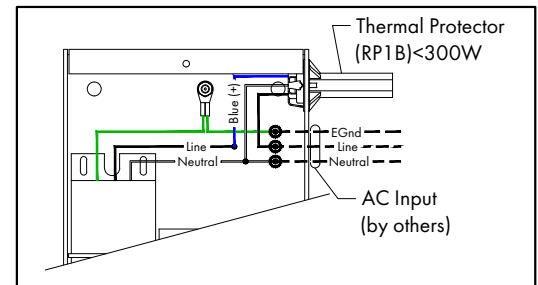 Thermal Protector
(RP1B)<300W
Blue (+)
EGnd
Line
Line
Neutral
Neutral
AC Input
(by others)